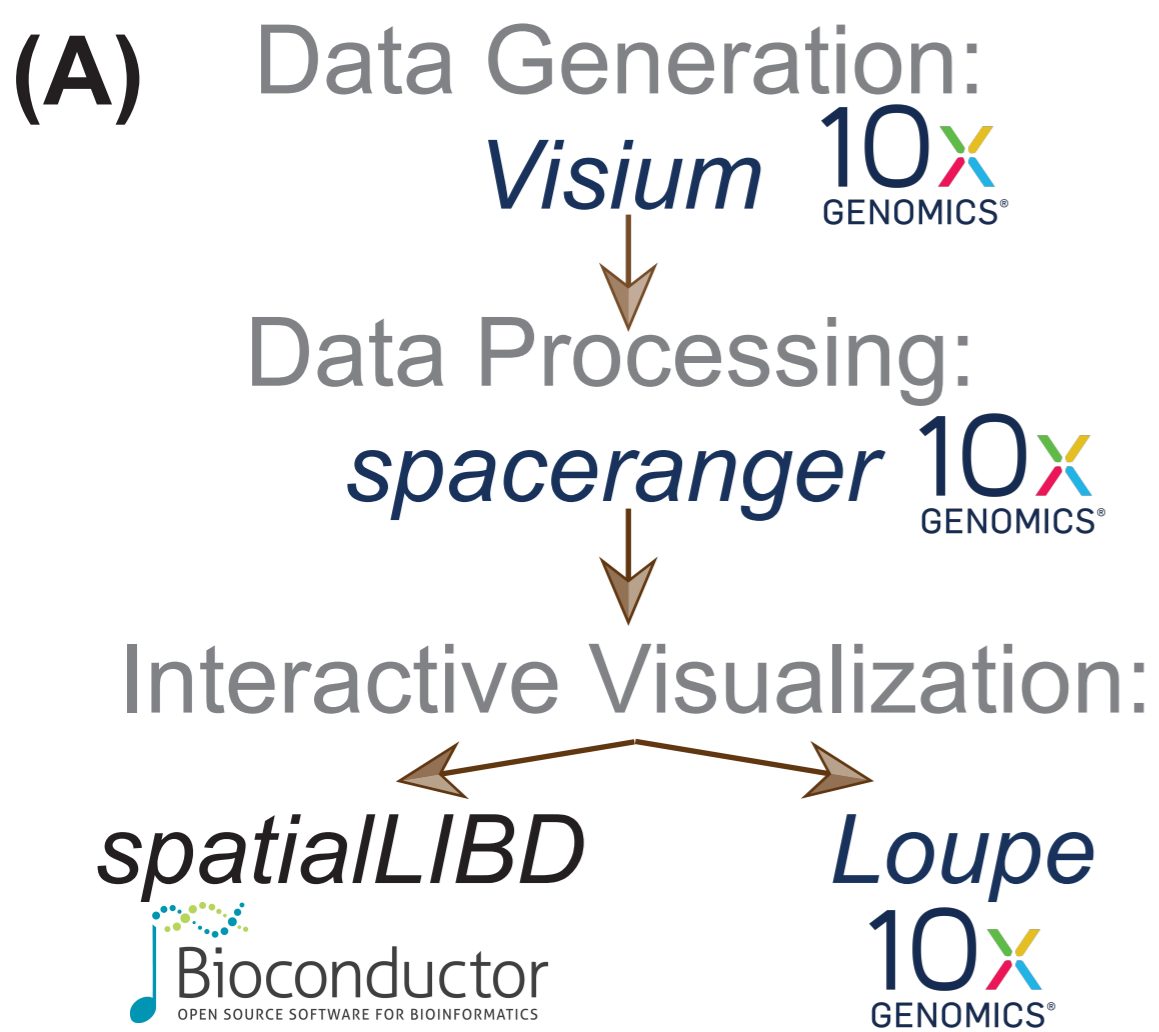 (A) Data Generation:
Visium 10x
GENOMICS®
Data Processing:
spaceranger 10x
GENOMICS®
Interactive Visualization:
spatialLIBD Loupe
Bioconductor 10x
OPEN SOURCE SOFTWARE FOR BIOINFORMATICS GENOMICS®